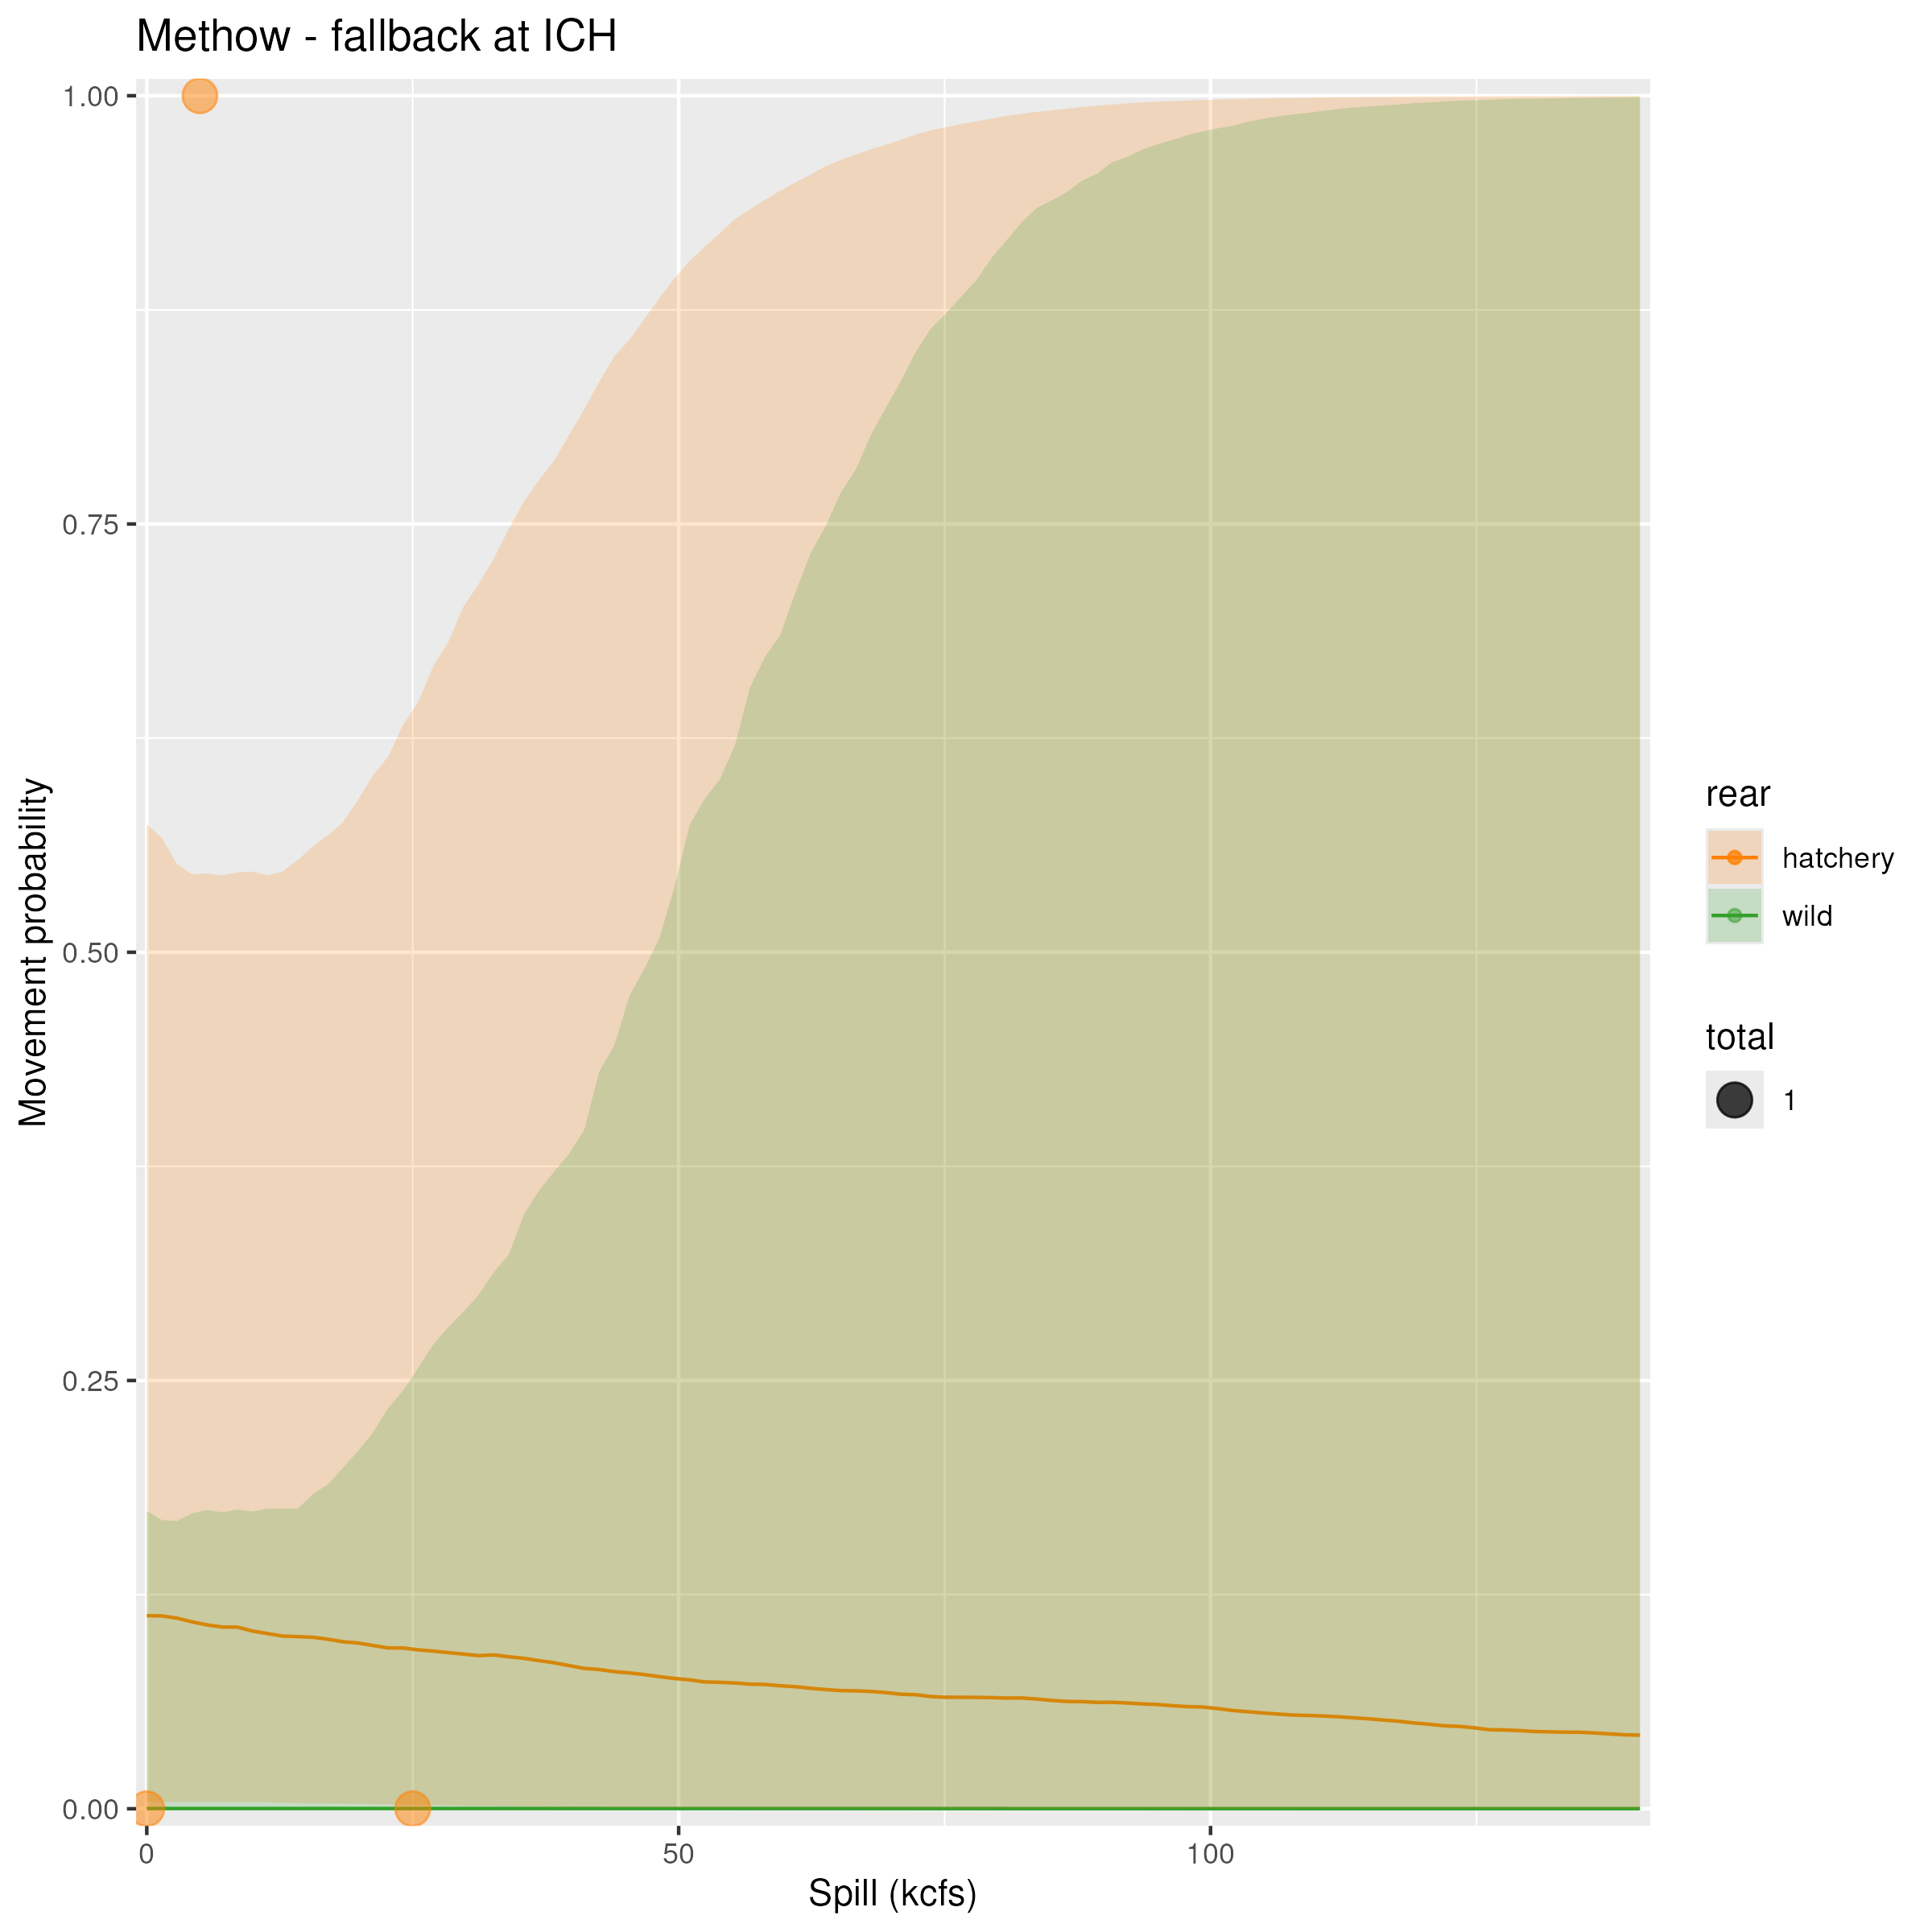 Methow - fallback at ICH
1.00
0.75
0.50
0.25
0.00
Movement probability
0
50
100
Spill (kcfs)
rear
hatchery
wild
total
1